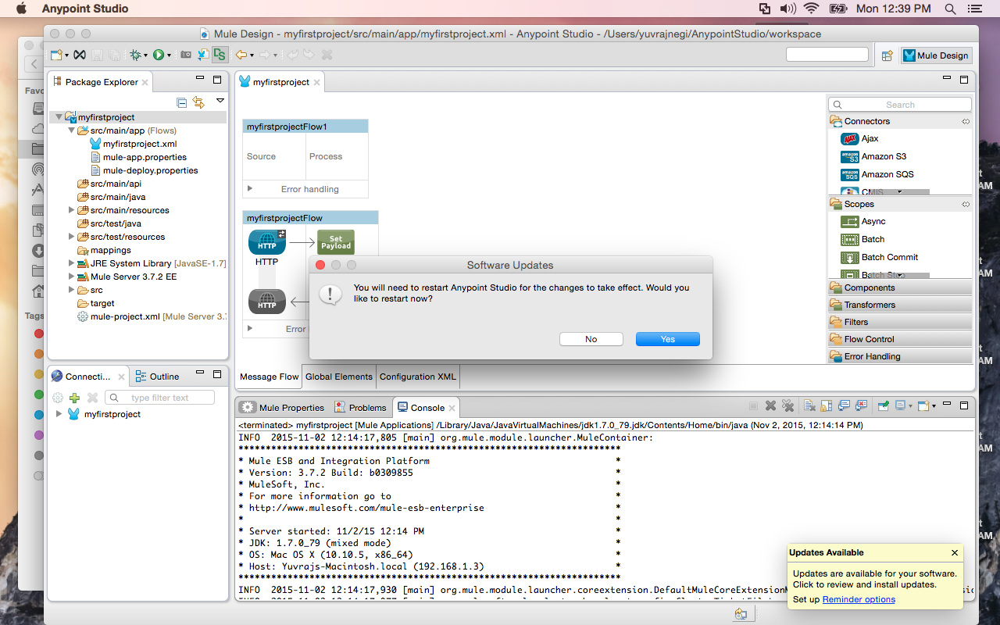 Anypoint Studio
Mon 12:39 PM
Mule Design - myfirstproject/src/main/app/myfirstproject.xml - Anypoint Studio - /Users/yuvrajnegi/AnypointStudio/workspace
Mule Design
Favo
Tags
Package Explorer
myfirstproject
src/main/app (Flows)
myfirstproject.xml
mule-app.properties
mule-deploy.properties
src/main/api
src/main/java
src/main/resources
src/test/java
src/test/resources
mappings
JRE System Library [JavaSE-1.7]
Mule Server 3.7.2 EE
src
target
mule-project.xml [Mule Server 3.7
Connecti...
Outline
type filter text
myfirstproject
myfirstproject
myfirstprojectFlow1
Source
Process
Error handling
myfirstprojectFlow
HTTP
Set
Payload
HTTP
HTTP
Error
Message Flow
Global Elements
Configuration XML
Search
Connectors
Ajax
Amazon S3
Amazon SQS
CMIS
Scopes
Async
Batch
Batch Commit
Batch Step
Components
Transformers
Filters
Flow Control
Error Handling
Software Updates
You will need to restart Anypoint Studio for the changes to take effect. Would you
like to restart now?
No
Yes
Mule Properties
Problems
Console
<terminated> myfirstproject [Mule Applications] /Library/Java/JavaVirtualMachines/jdk1.7.0_79.jdk/Contents/Home/bin/java (Nov 2, 2015, 12:14:14 PM)
INFO  2015-11-02 12:14:17,805 [main] org.mule.module.launcher.MuleContainer:
**********************************************************************
* Mule ESB and Integration Platform                                  *
* Version: 3.7.2 Build: b0309855                                     *
* MuleSoft, Inc.                                                     *
* For more information go to                                         *
* http://www.mulesoft.com/mule-esb-enterprise                        *
*                                                                    *
* Server started: 11/2/15 12:14 PM                                   *
* JDK: 1.7.0_79 (mixed mode)                                         *
* OS: Mac OS X (10.10.5, x86_64)                                     *
* Host: Yuvrajs-Macintosh.local (192.168.1.3)                        *
**********************************************************************
INFO  2015-11-02 12:14:17,930 [main] org.mule.module.launcher.coreextension.DefaultMuleCoreExtensionM
Updates Available
Updates are available for your software.
Click to review and install updates.
Set up Reminder options